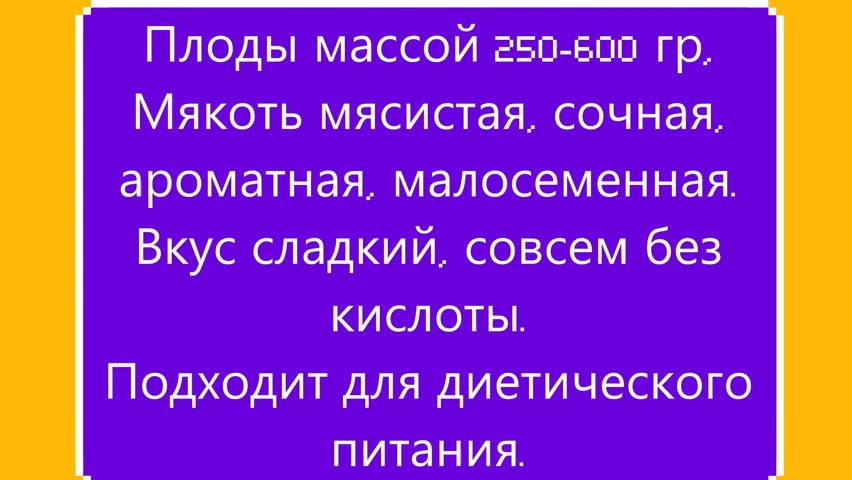 Плоды массой 250-600 гр,
Мякоть мясистая, сочная,
ароматная, малосеменная.
Вкус сладкий, совсем без
кислоты.
Подходит для диетического
питания.